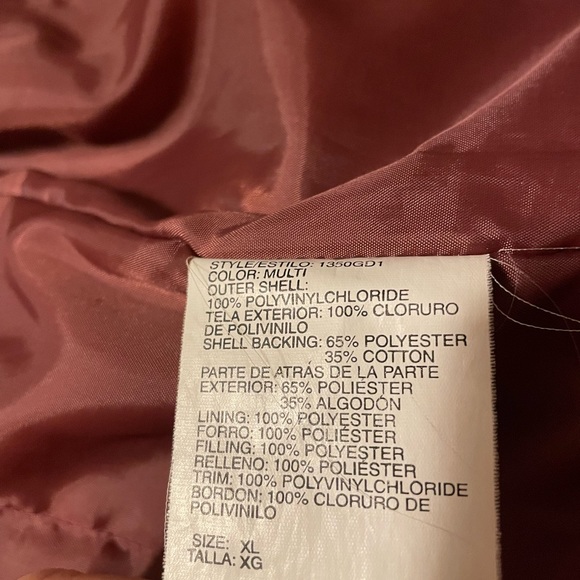 STYLE/ESTILO: 1350GD1
COLOR: MULTI
OUTER SHELL:
100% POLYVINYLCHLORIDE
TELA EXTERIOR: 100% CLORURO
DE POLIVINILO
SHELL BACKING: 65% POLYESTER
35% COTTON
PARTE DE ATRÁS DE LA PARTE
EXTERIOR: 65% POLIÉSTER
35% ALGODÓN
LINING: 100% POLYESTER
FORRO: 100% POLIÉSTER
FILLING: 100% POLYESTER
RELLENO: 100% POLIÉSTER
TRIM: 100% POLYVINYLCHLORIDE
BORDON: 100% CLORURO DE
POLIVINILO
SIZE: XL
TALLA: XG